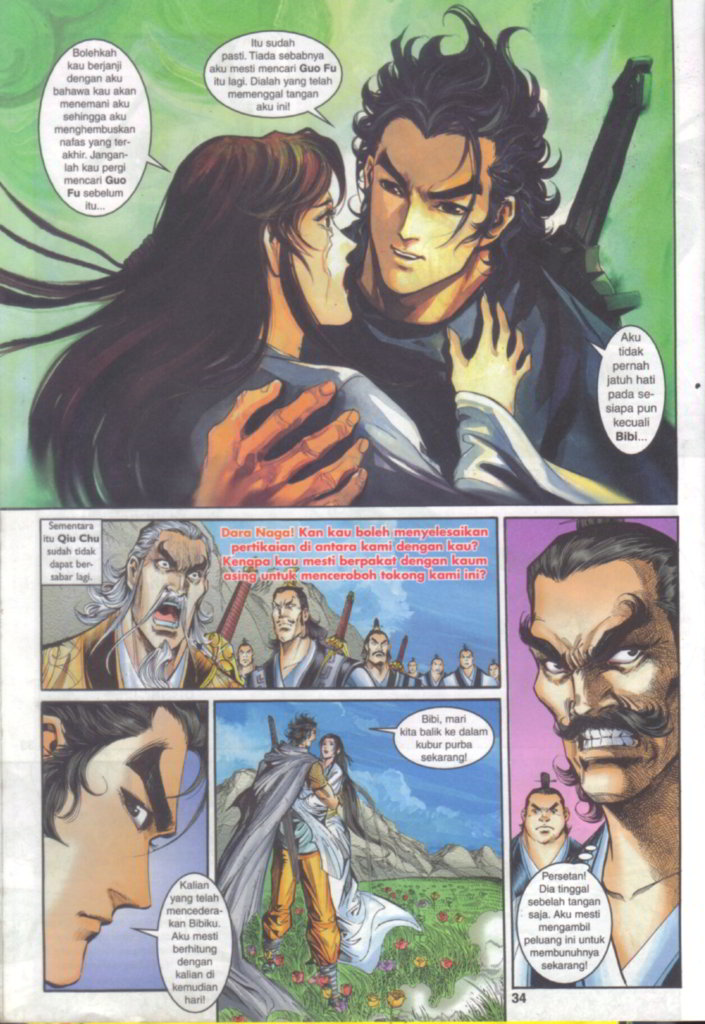 Bolehkah
kau berjanji
dengan aku
bahawa kau akan
menemani aku
sehingga aku
menghembuskan
nafas yang ter-
akhir. Jangan-
lah kau pergi
mencari Guo
Fu sebelum
itu...
Itu sudah
pasti. Tiada sebabnya
aku mesti mencari Guo Fu
itu lagi. Dialah yang telah
memenggal tangan
aku ini!
Aku
tidak
pernah
jatuh hati
pada se-
siapa pun
kecuali
Bibi...
Sementara
itu Qiu Chu
sudah tidak
dapat ber-
sabar lagi.
Dara Naga! Kan kau boleh menyelesaikan
pertikaian di antara kami dengan kau?
Kenapa kau mesti berpakat dengan kaum
asing untuk menceroboh tokong kami ini?
Kalian
yang telah
mencedera-
kan Bibiku.
Aku mesti
berhitung
dengan
kalian di
kemudian
hari!
Bibi, mari
kita balik ke dalam
kubur purba
sekarang!
Persetan!
Dia tinggal
sebelah tangan
saja. Aku mesti
mengambil
peluang ini untuk
membunuhnya
sekarang!
34